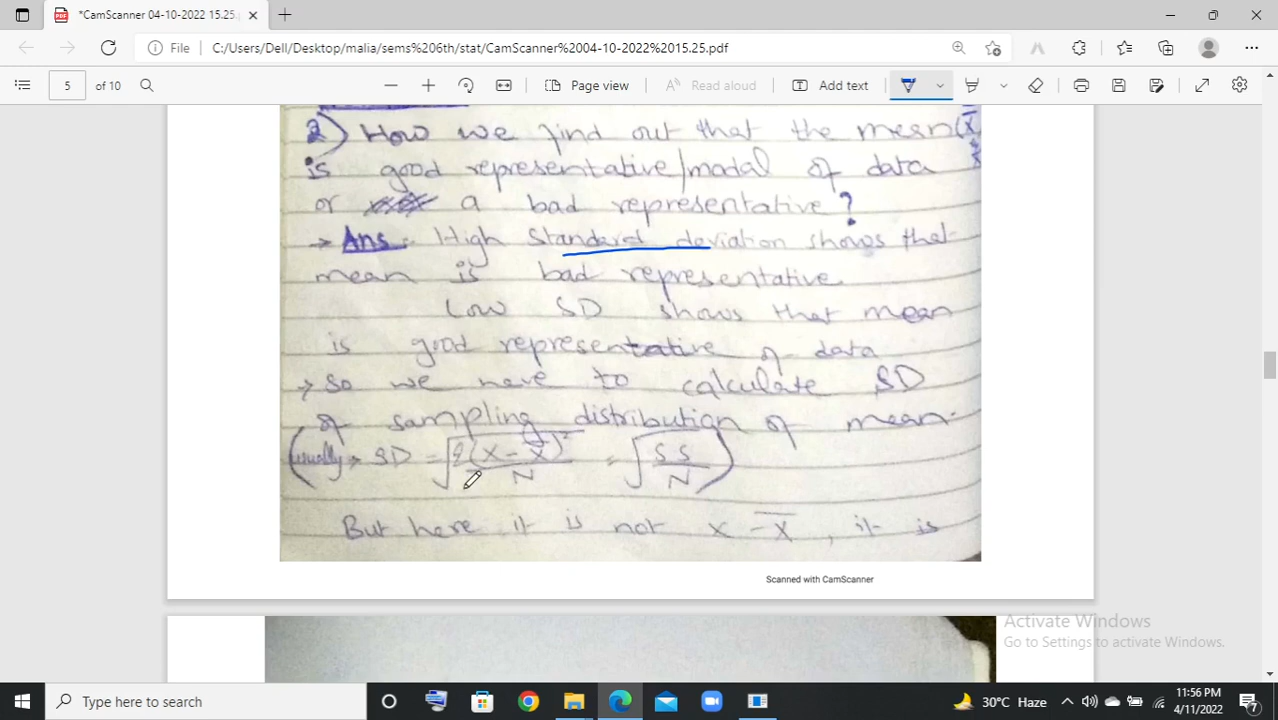 *CamScanner 04-10-2022 15.25.p
File
C:/Users/Dell/Desktop/malia/sems%206th/stat/CamScanner%2004-10-2022%2015.25.pdf
5 of 10
Page view
Read aloud
Add text
2) How we find out that the mean (x̄
is good representative/modal of data
or a bad representative?
→ Ans. High Standard deviation shows that
mean is bad representative
Low SD shows that mean
is good representative of data
→ So we have to calculate SD
of sampling distribution of mean.
(usually → SD = √Σ(x-x̄)²/N = √SS/N)
But here it is not x - x̄, it is
Scanned with CamScanner
Activate Windows
Go to Settings to activate Windows.
Type here to search
30°C Haze
11:56 PM
4/11/2022
7